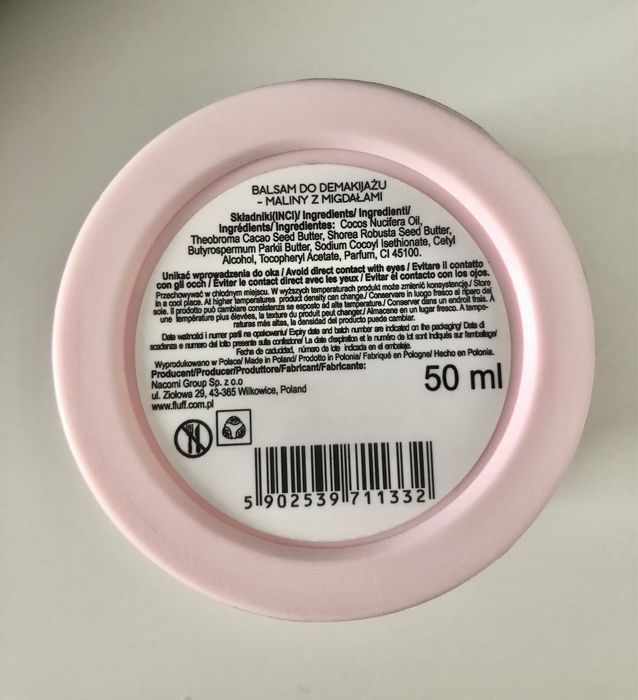 BALSAM DO DEMAKIJAŻU
- MALINY Z MIGDAŁAMI
Składniki(INCI)/ Ingredients/ Ingredienti/
Ingrédients/ Ingredientes: Cocos Nucifera Oil,
Theobroma Cacao Seed Butter, Shorea Robusta Seed Butter,
Butyrospermum Parkii Butter, Sodium Cocoyl Isethionate, Cetyl
Alcohol, Tocopheryl Acetate, Parfum, CI 45100.
Unikać wprowadzenia do oka / Avoid direct contact with eyes / Evitare il contatto
con gli occh / Eviter le contact direct avec les yeux / Evitar el contacto con los ojos.
Przechowywać w chłodnym miejscu. W wyższych temperaturach produkt może zmienić konsystencję./ Store
in a cool place. At higher temperatures product density can change./ Conservare in luogo fresco al riparo del
sole. Il prodotto può cambiare consistenza se esposto ad alte temperature./ Conserver dans un endroit frais. À
une température plus élevées, la texture du produit peut changer./ Almacene en un lugar fresco. A tempe-
raturas más altas, la densidad del producto puede cambiar.
Data ważności i numer partii na opakowaniu/ Expiry date and batch number are indicated on the packaging/ Data di
scadenza e numero del lotto presente sulla confezione/ La date d'expiration et le numéro de lot sont indiqués sur l'emballage/
Fecha de caducidad, número de lote indicada en el embalaje.
Wyprodukowano w Polsce/ Made in Poland/ Prodotto in Polonia/ Fabriqué en Pologne/ Hecho en Polonia.
Producent/Producer/Produttore/Fabricant/Fabricante:
Nacomi Group Sp. z o.o
ul. Ziołowa 29, 43-365 Wilkowice, Poland
www.fluff.com.pl
50 ml
5 902539 711332